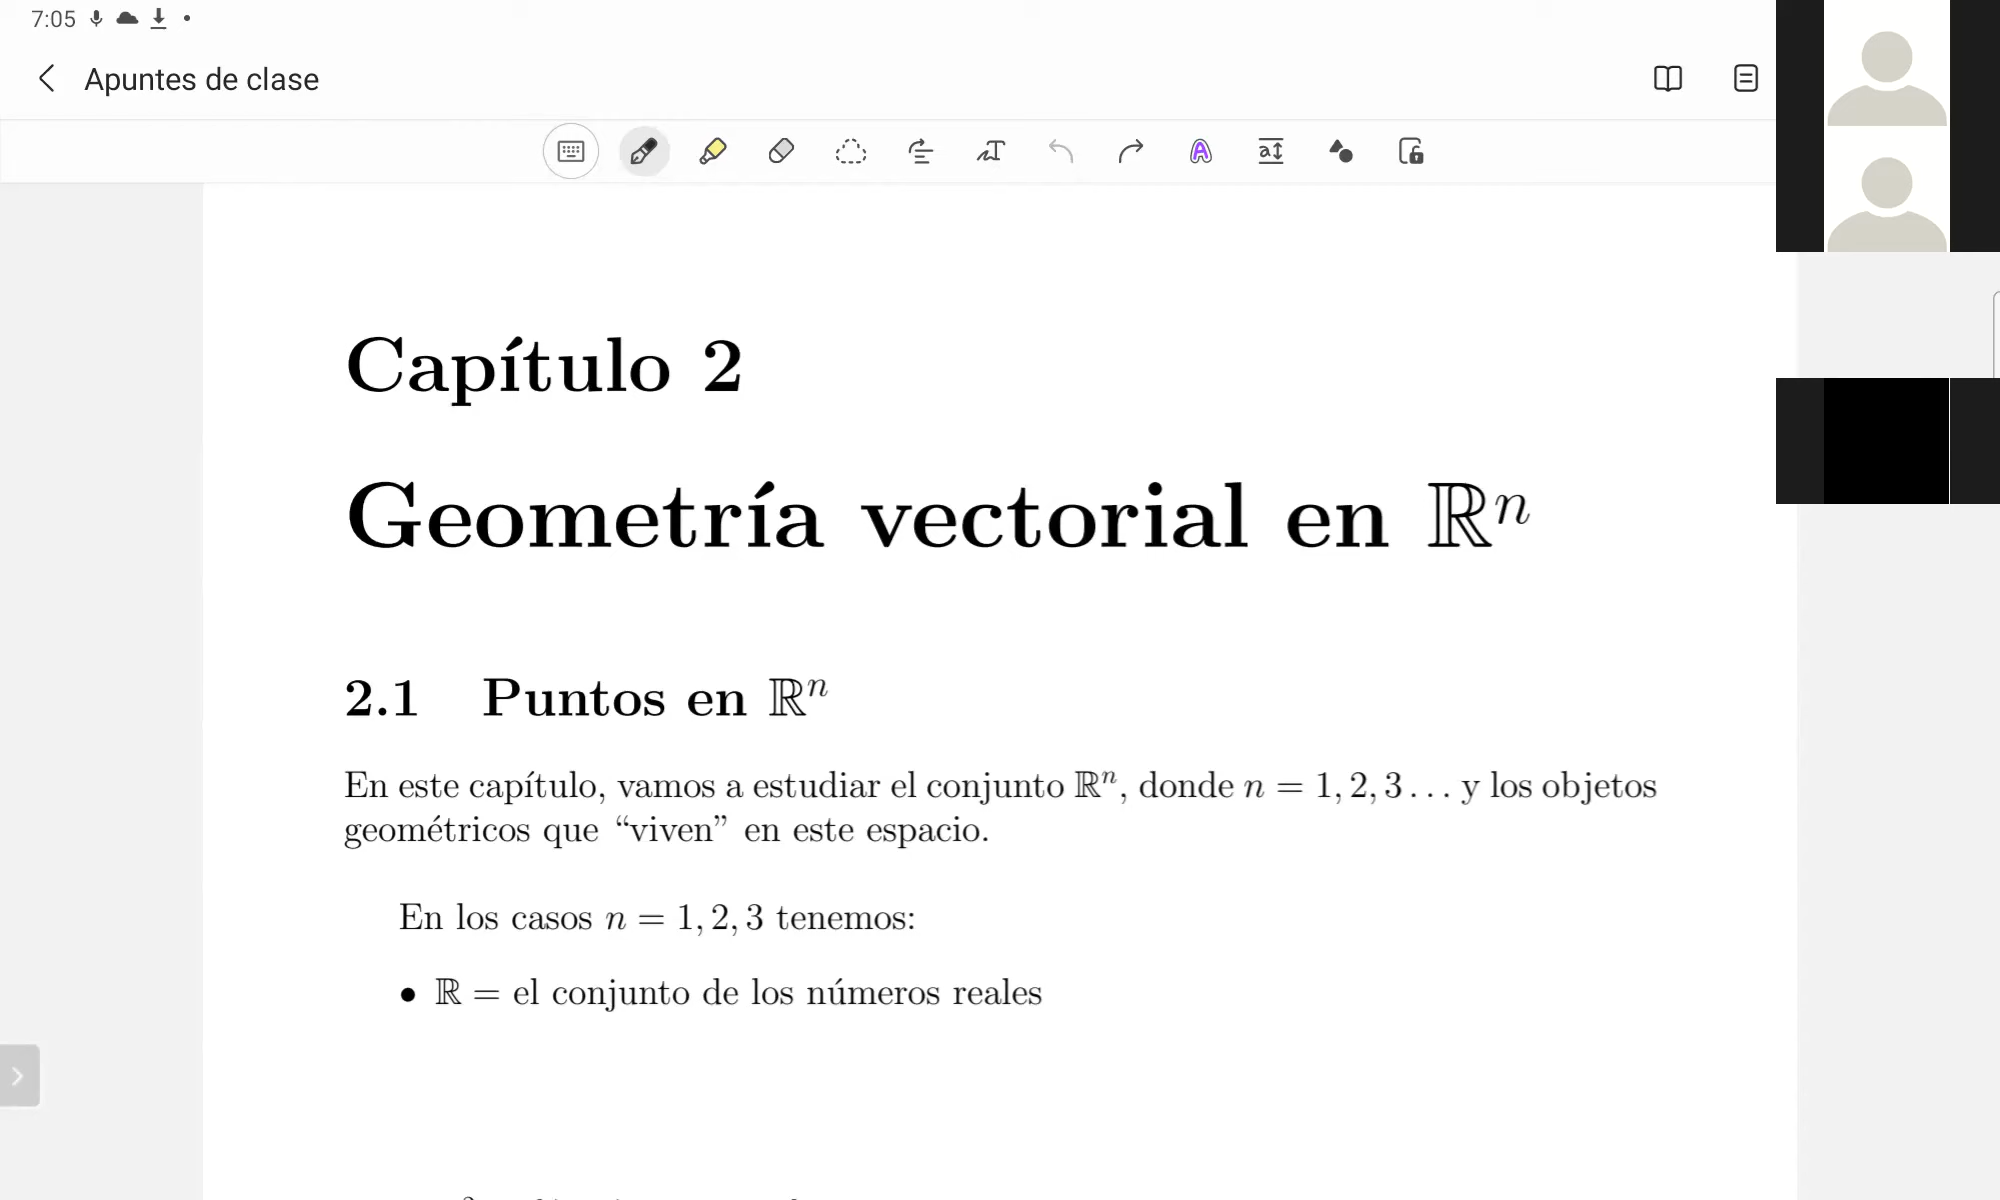 7:05
Apuntes de clase
Capítulo 2
Geometría vectorial en ℝⁿ
2.1 Puntos en ℝⁿ
En este capítulo, vamos a estudiar el conjunto ℝⁿ, donde n = 1, 2, 3 . . . y los objetos
geométricos que “viven” en este espacio.
En los casos n = 1, 2, 3 tenemos:
• ℝ = el conjunto de los números reales